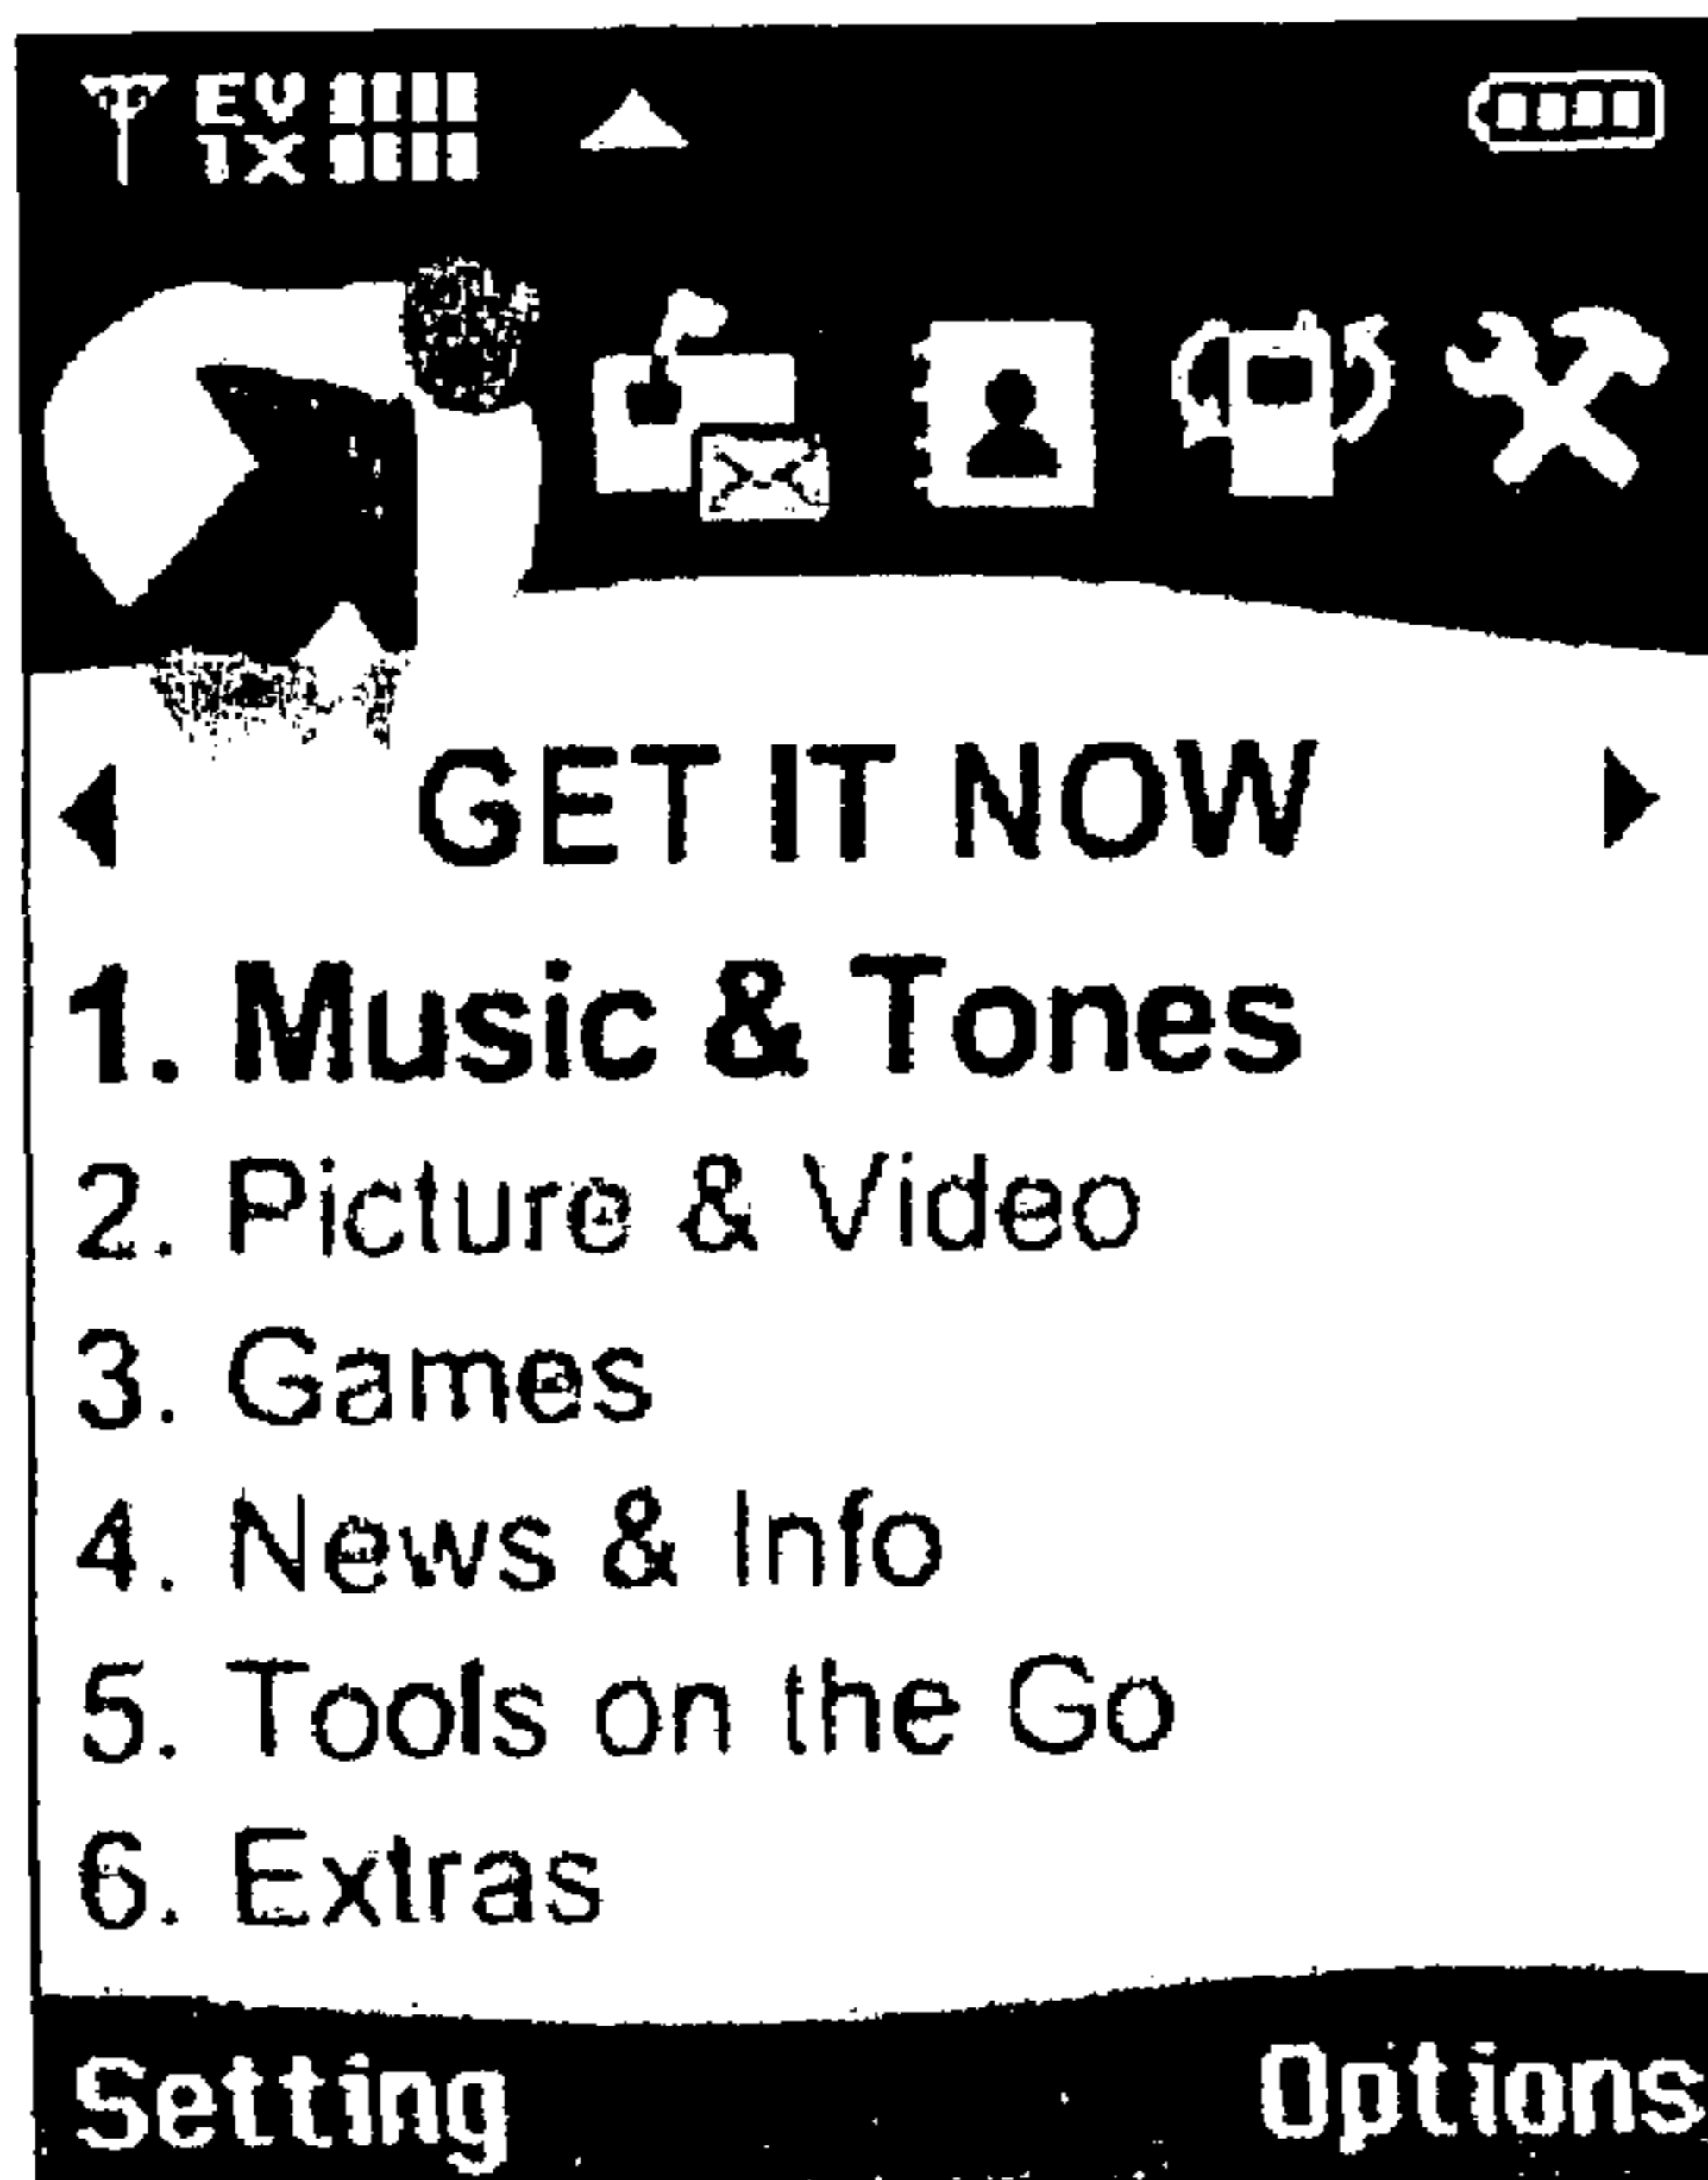 EV
1X
GET IT NOW
1. Music & Tones
2. Picture & Video
3. Games
4. News & Info
5. Tools on the Go
6. Extras
Setting Options